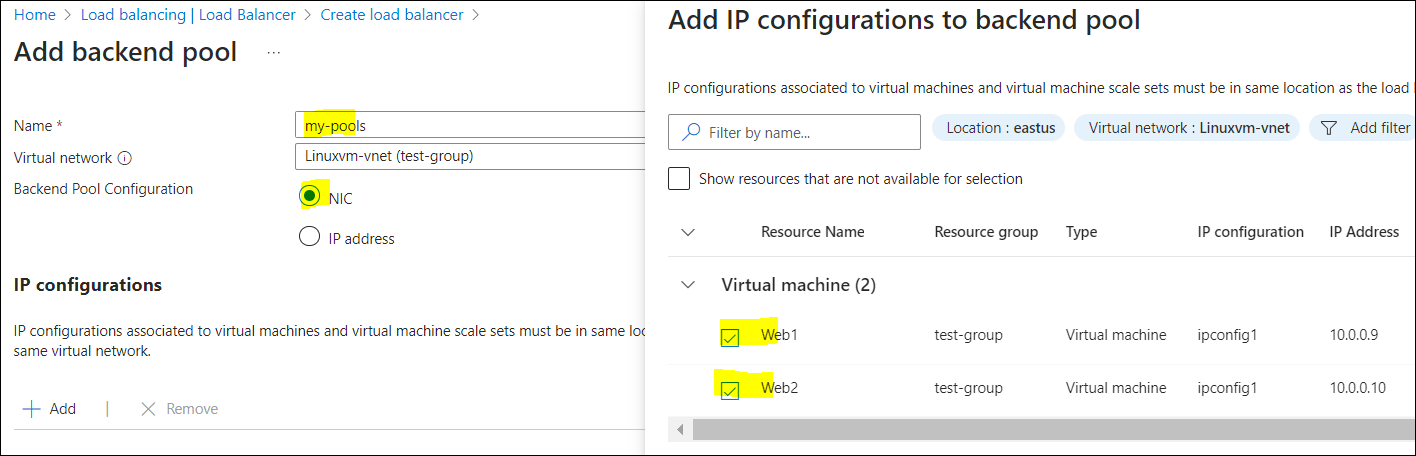 Home > Load balancing | Load Balancer > Create load balancer >
Add backend pool ...
Name *
my-pools
Virtual network
Linuxvm-vnet (test-group)
Backend Pool Configuration
NIC
IP address
IP configurations
IP configurations associated to virtual machines and virtual machine scale sets must be in same loc
same virtual network.
+ Add | × Remove
Add IP configurations to backend pool
IP configurations associated to virtual machines and virtual machine scale sets must be in same location as the load
Filter by name...
Location : eastus
Virtual network : Linuxvm-vnet
Add filter
Show resources that are not available for selection
Resource Name Resource group Type IP configuration IP Address
Virtual machine (2)
Web1 test-group Virtual machine ipconfig1 10.0.0.9
Web2 test-group Virtual machine ipconfig1 10.0.0.10